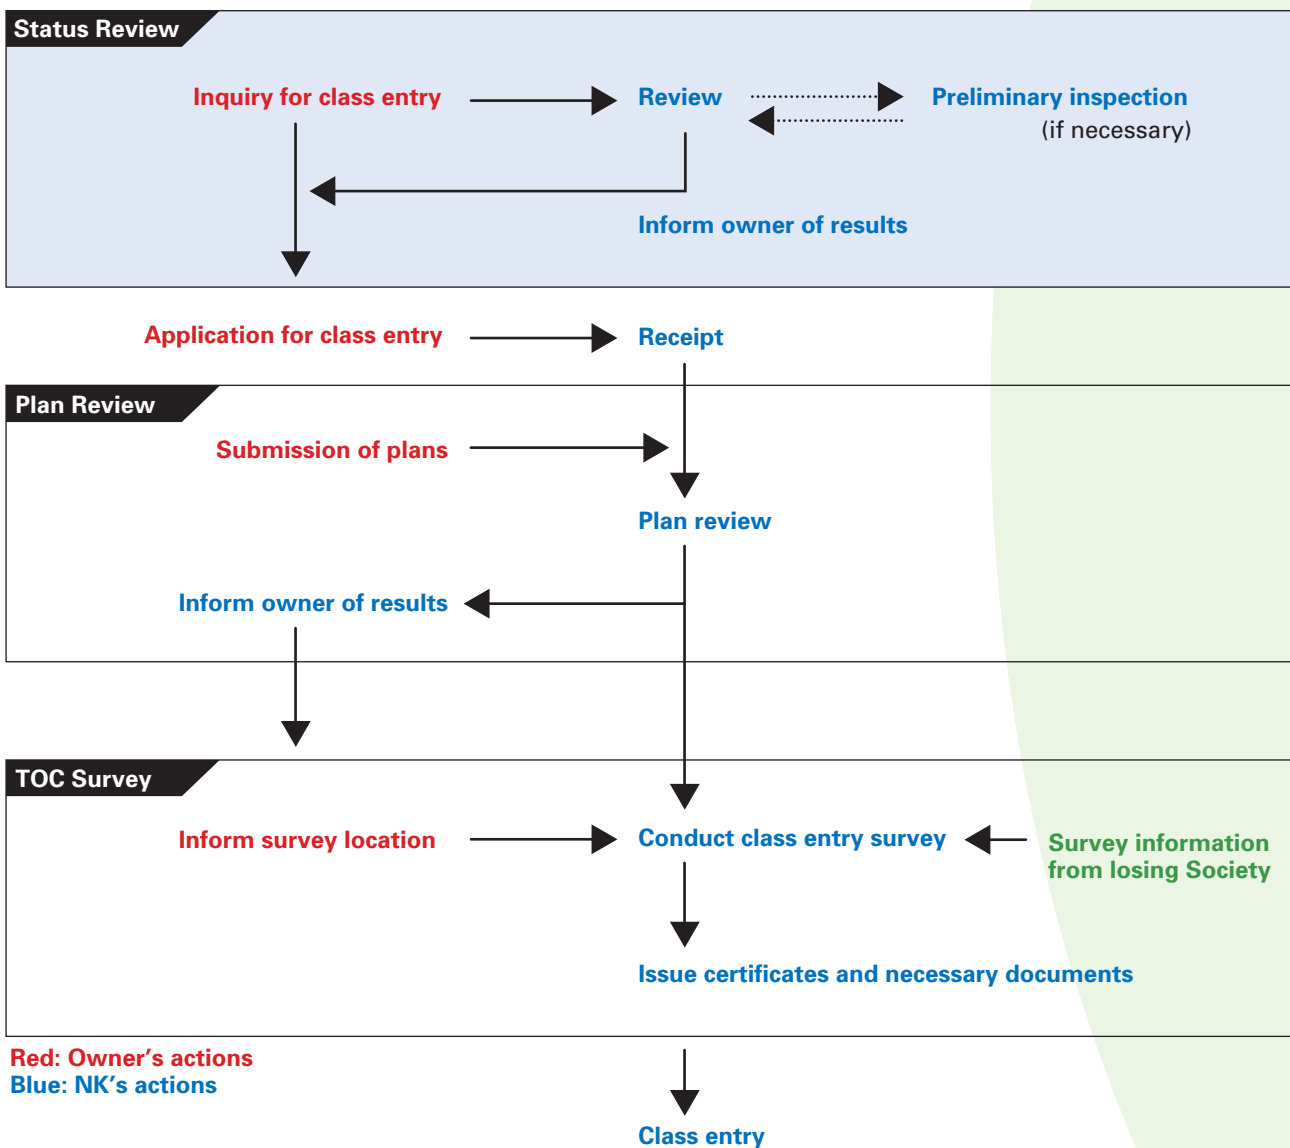 Status Review
Inquiry for class entry
Review
Preliminary inspection
(if necessary)
Inform owner of results
Application for class entry
Receipt
Plan Review
Submission of plans
Plan review
Inform owner of results
TOC Survey
Inform survey location
Conduct class entry survey
Survey information
from losing Society
Issue certificates and necessary documents
Red: Owner's actions
Blue: NK's actions
Class entry